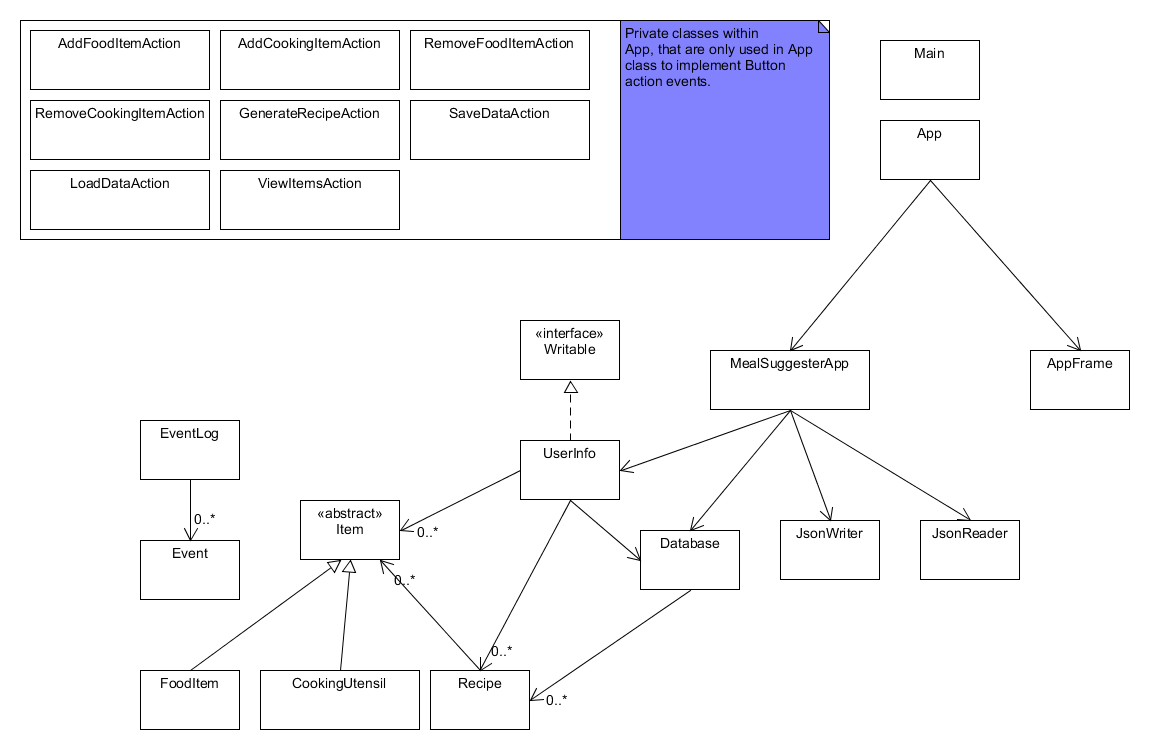 AddFoodItemAction
AddCookingItemAction
RemoveFoodItemAction
RemoveCookingItemAction
GenerateRecipeAction
SaveDataAction
LoadDataAction
ViewItemsAction
Private classes within
App, that are only used in App
class to implement Button
action events.
Main
App
«interface»
Writable
MealSuggesterApp
AppFrame
EventLog
UserInfo
0..*
«abstract»
Item
0..*
Event
Database
JsonWriter
JsonReader
0..*
0..*
FoodItem
CookingUtensil
Recipe
0..*